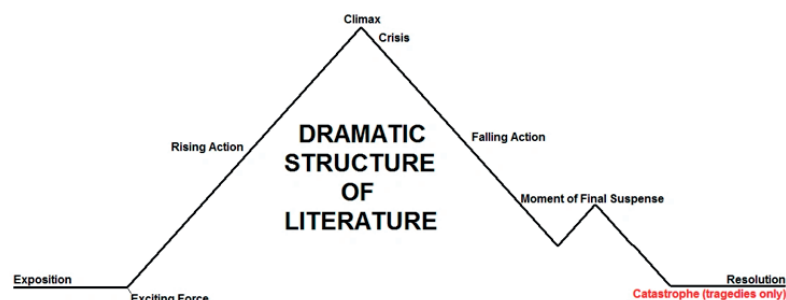 Climax
Crisis
DRAMATIC
STRUCTURE
OF
LITERATURE
Rising Action
Falling Action
Moment of Final Suspense
Exposition
Exciting Force
Resolution
Catastrophe (tragedies only)